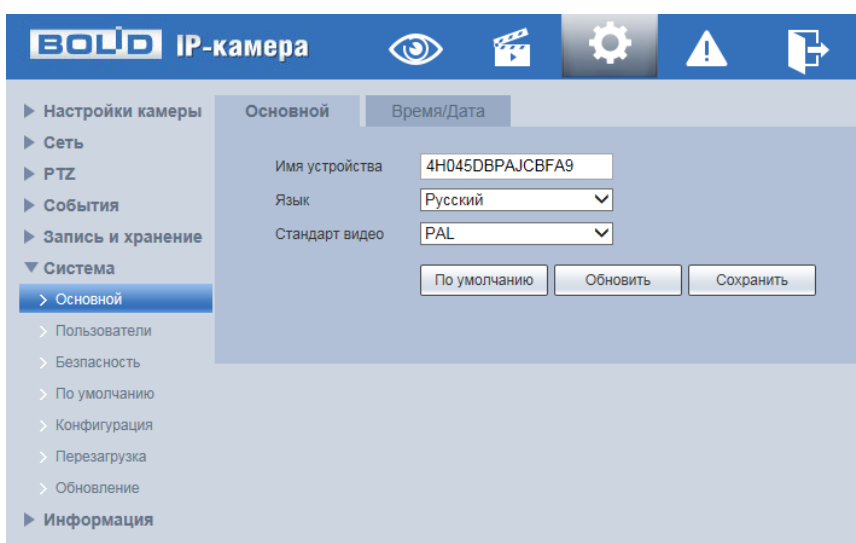 BOLID IP-камера
Настройки камеры
Сеть
PTZ
События
Запись и хранение
Система
Основной
Пользователи
Безпасность
По умолчанию
Конфигурация
Перезагрузка
Обновление
Информация
Основной Время/Дата
Имя устройства 4H045DBPAJCBFA9
Язык Русский
Стандарт видео PAL
По умолчанию Обновить Сохранить